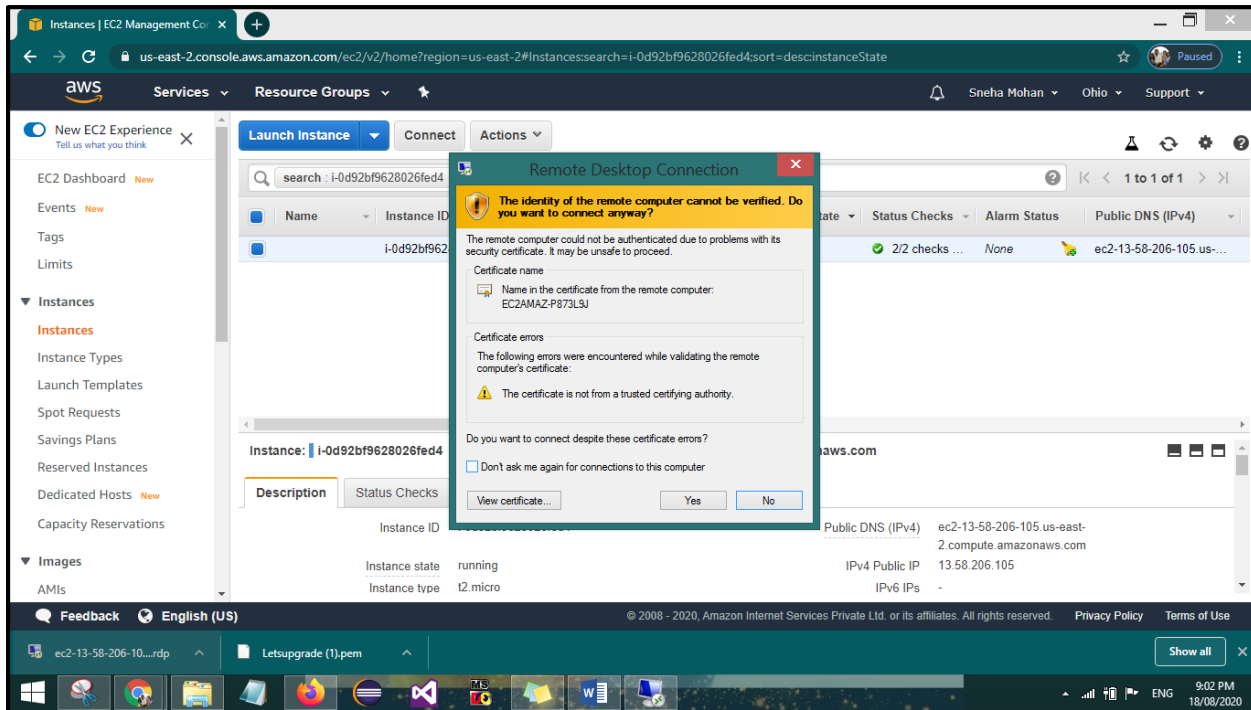 Instances | EC2 Management Cor
us-east-2.console.aws.amazon.com/ec2/v2/home?region=us-east-2#Instances:search=i-0d92bf9628026fed4;sort=desc:instanceState
Paused
aws Services Resource Groups Sneha Mohan Ohio Support
New EC2 Experience
Tell us what you think
Launch Instance Connect Actions
EC2 Dashboard New
Events New
Tags
Limits
Instances
Instances
Instance Types
Launch Templates
Spot Requests
Savings Plans
Reserved Instances
Dedicated Hosts New
Capacity Reservations
Images
AMIs
search : i-0d92bf9628026fed4 1 to 1 of 1
Name Instance ID tate Status Checks Alarm Status Public DNS (IPv4)
i-0d92bf962 2/2 checks ... None ec2-13-58-206-105.us-...
Remote Desktop Connection
The identity of the remote computer cannot be verified. Do
you want to connect anyway?
The remote computer could not be authenticated due to problems with its
security certificate. It may be unsafe to proceed.
Certificate name
Name in the certificate from the remote computer:
EC2AMAZ-P873L9J
Certificate errors
The following errors were encountered while validating the remote
computer's certificate:
The certificate is not from a trusted certifying authority.
Do you want to connect despite these certificate errors?
Don't ask me again for connections to this computer
View certificate... Yes No
Instance: i-0d92bf9628026fed4 aws.com
Description Status Checks
Instance ID Public DNS (IPv4) ec2-13-58-206-105.us-east-
2.compute.amazonaws.com
Instance state running IPv4 Public IP 13.58.206.105
Instance type t2.micro IPv6 IPs -
Feedback English (US) © 2008 - 2020, Amazon Internet Services Private Ltd. or its affiliates. All rights reserved. Privacy Policy Terms of Use
ec2-13-58-206-10....rdp Letsupgrade (1).pem Show all
MS
W
ENG 9:02 PM
18/08/2020